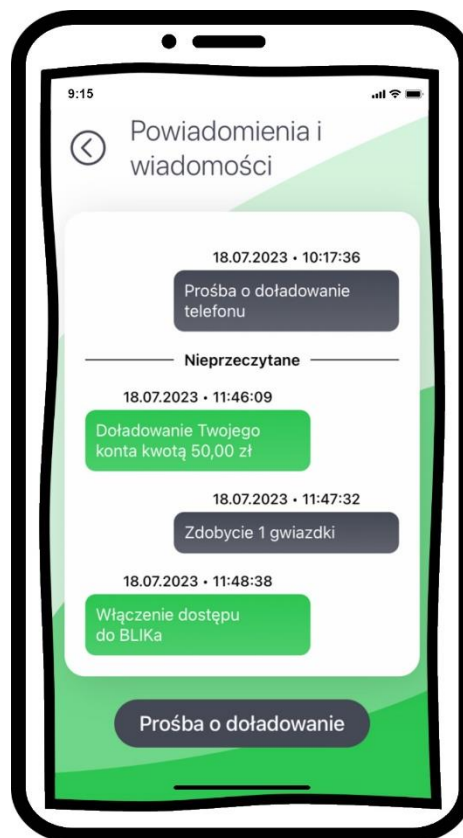 9:15
Powiadomienia i
wiadomości
18.07.2023 • 10:17:36
Prośba o doładowanie
telefonu
Nieprzeczytane
18.07.2023 • 11:46:09
Doładowanie Twojego
konta kwotą 50,00 zł
18.07.2023 • 11:47:32
Zdobycie 1 gwiazdki
18.07.2023 • 11:48:38
Włączenie dostępu
do BLIKa
Prośba o doładowanie